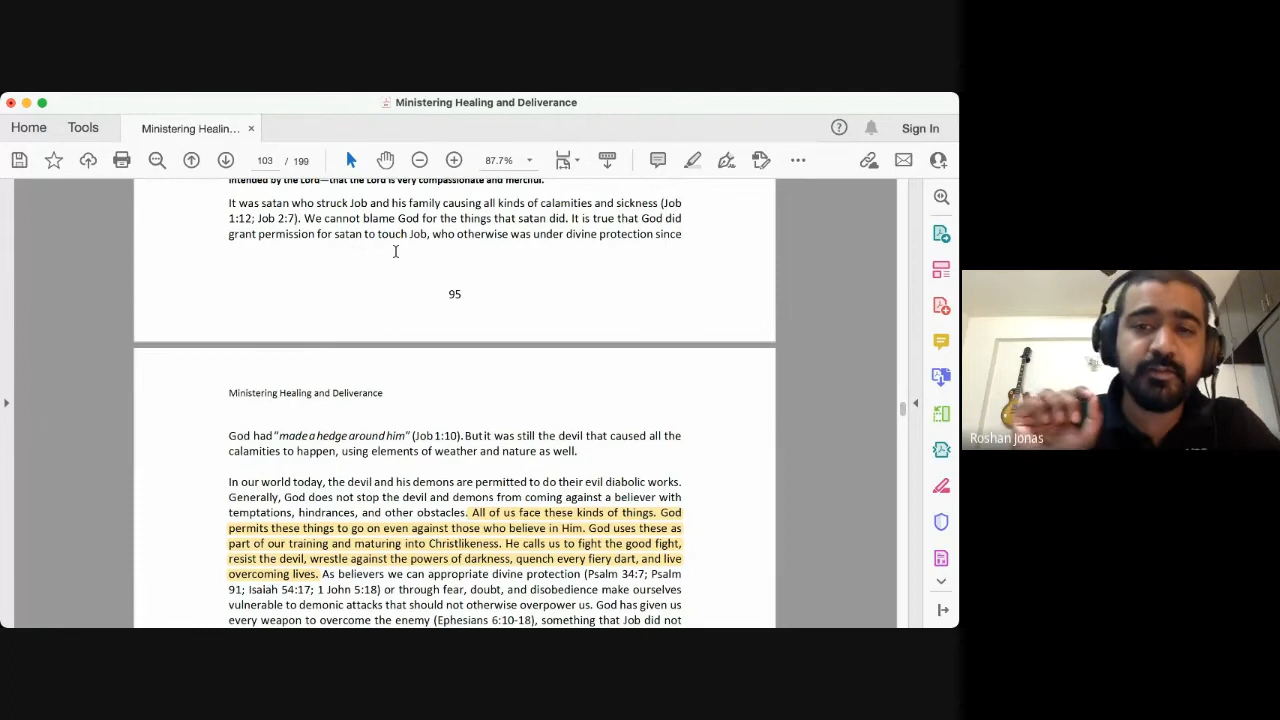 Ministering Healing and Deliverance
Home
Tools
Ministering Healin...
Sign In
103 / 199
87.7%
intended by the Lord—that the Lord is very compassionate and merciful.
It was satan who struck Job and his family causing all kinds of calamities and sickness (Job
1:12; Job 2:7). We cannot blame God for the things that satan did. It is true that God did
grant permission for satan to touch Job, who otherwise was under divine protection since
95
Ministering Healing and Deliverance
God had "made a hedge around him" (Job 1:10). But it was still the devil that caused all the
calamities to happen, using elements of weather and nature as well.
In our world today, the devil and his demons are permitted to do their evil diabolic works.
Generally, God does not stop the devil and demons from coming against a believer with
temptations, hindrances, and other obstacles. All of us face these kinds of things. God
permits these things to go on even against those who believe in Him. God uses these as
part of our training and maturing into Christlikeness. He calls us to fight the good fight,
resist the devil, wrestle against the powers of darkness, quench every fiery dart, and live
overcoming lives. As believers we can appropriate divine protection (Psalm 34:7; Psalm
91; Isaiah 54:17; 1 John 5:18) or through fear, doubt, and disobedience make ourselves
vulnerable to demonic attacks that should not otherwise overpower us. God has given us
every weapon to overcome the enemy (Ephesians 6:10-18), something that Job did not
Roshan Jonas